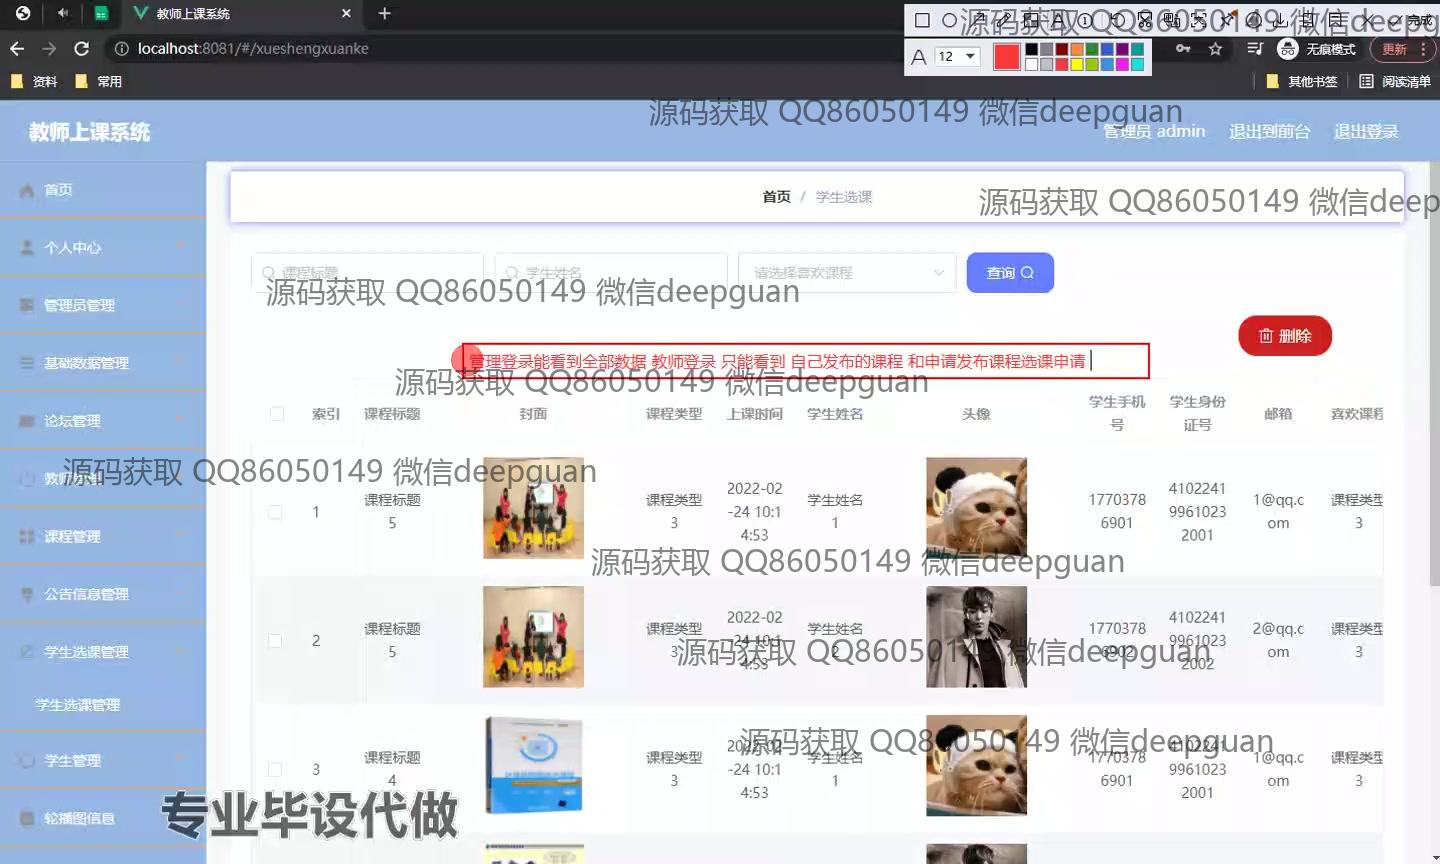 教师上课系统
源码获取 QQ86050149 微信deepg
完成
localhost:8081/#/xueshengxuanke
12
无痕模式
更新
资料
常用
其他书签
阅读清单
源码获取 QQ86050149 微信deepguan
教师上课系统
管理员 admin
退出到前台
退出登录
首页
首页 / 学生选课
源码获取 QQ86050149 微信deep
个人中心
课程标题
学生姓名
请选择喜欢课程
查询
源码获取 QQ86050149 微信deepguan
管理员管理
删除
基础数据管理
管理登录能看到全部数据 教师登录 只能看到 自己发布的课程 和申请发布课程选课申请
源码获取 QQ86050149 微信deepguan
索引 课程标题 封面 课程类型 上课时间 学生姓名 头像 学生手机号 学生身份证号 邮箱 喜欢课程
论坛管理
源码获取 QQ86050149 微信deepguan
1 课程标题5 课程类型3 2022-02-24 10:14:53 学生姓名1 17703786901 410224199610232001 1@qq.com 课程类型3
课程管理
源码获取 QQ86050149 微信deepguan
公告信息管理
2 课程标题5 课程类型3 2022-02-24 10:14:53 学生姓名2 17703786902 410224199610232002 2@qq.com 课程类型3
学生选课管理
源码获取 QQ86050149 微信deepguan
学生选课管理
源码获取 QQ86050149 微信deepguan
3 课程标题4 课程类型3 2022-02-24 10:14:53 学生姓名1 17703786901 410224199610232001 1@qq.com 课程类型3
学生管理
轮播图信息
专业毕设代做